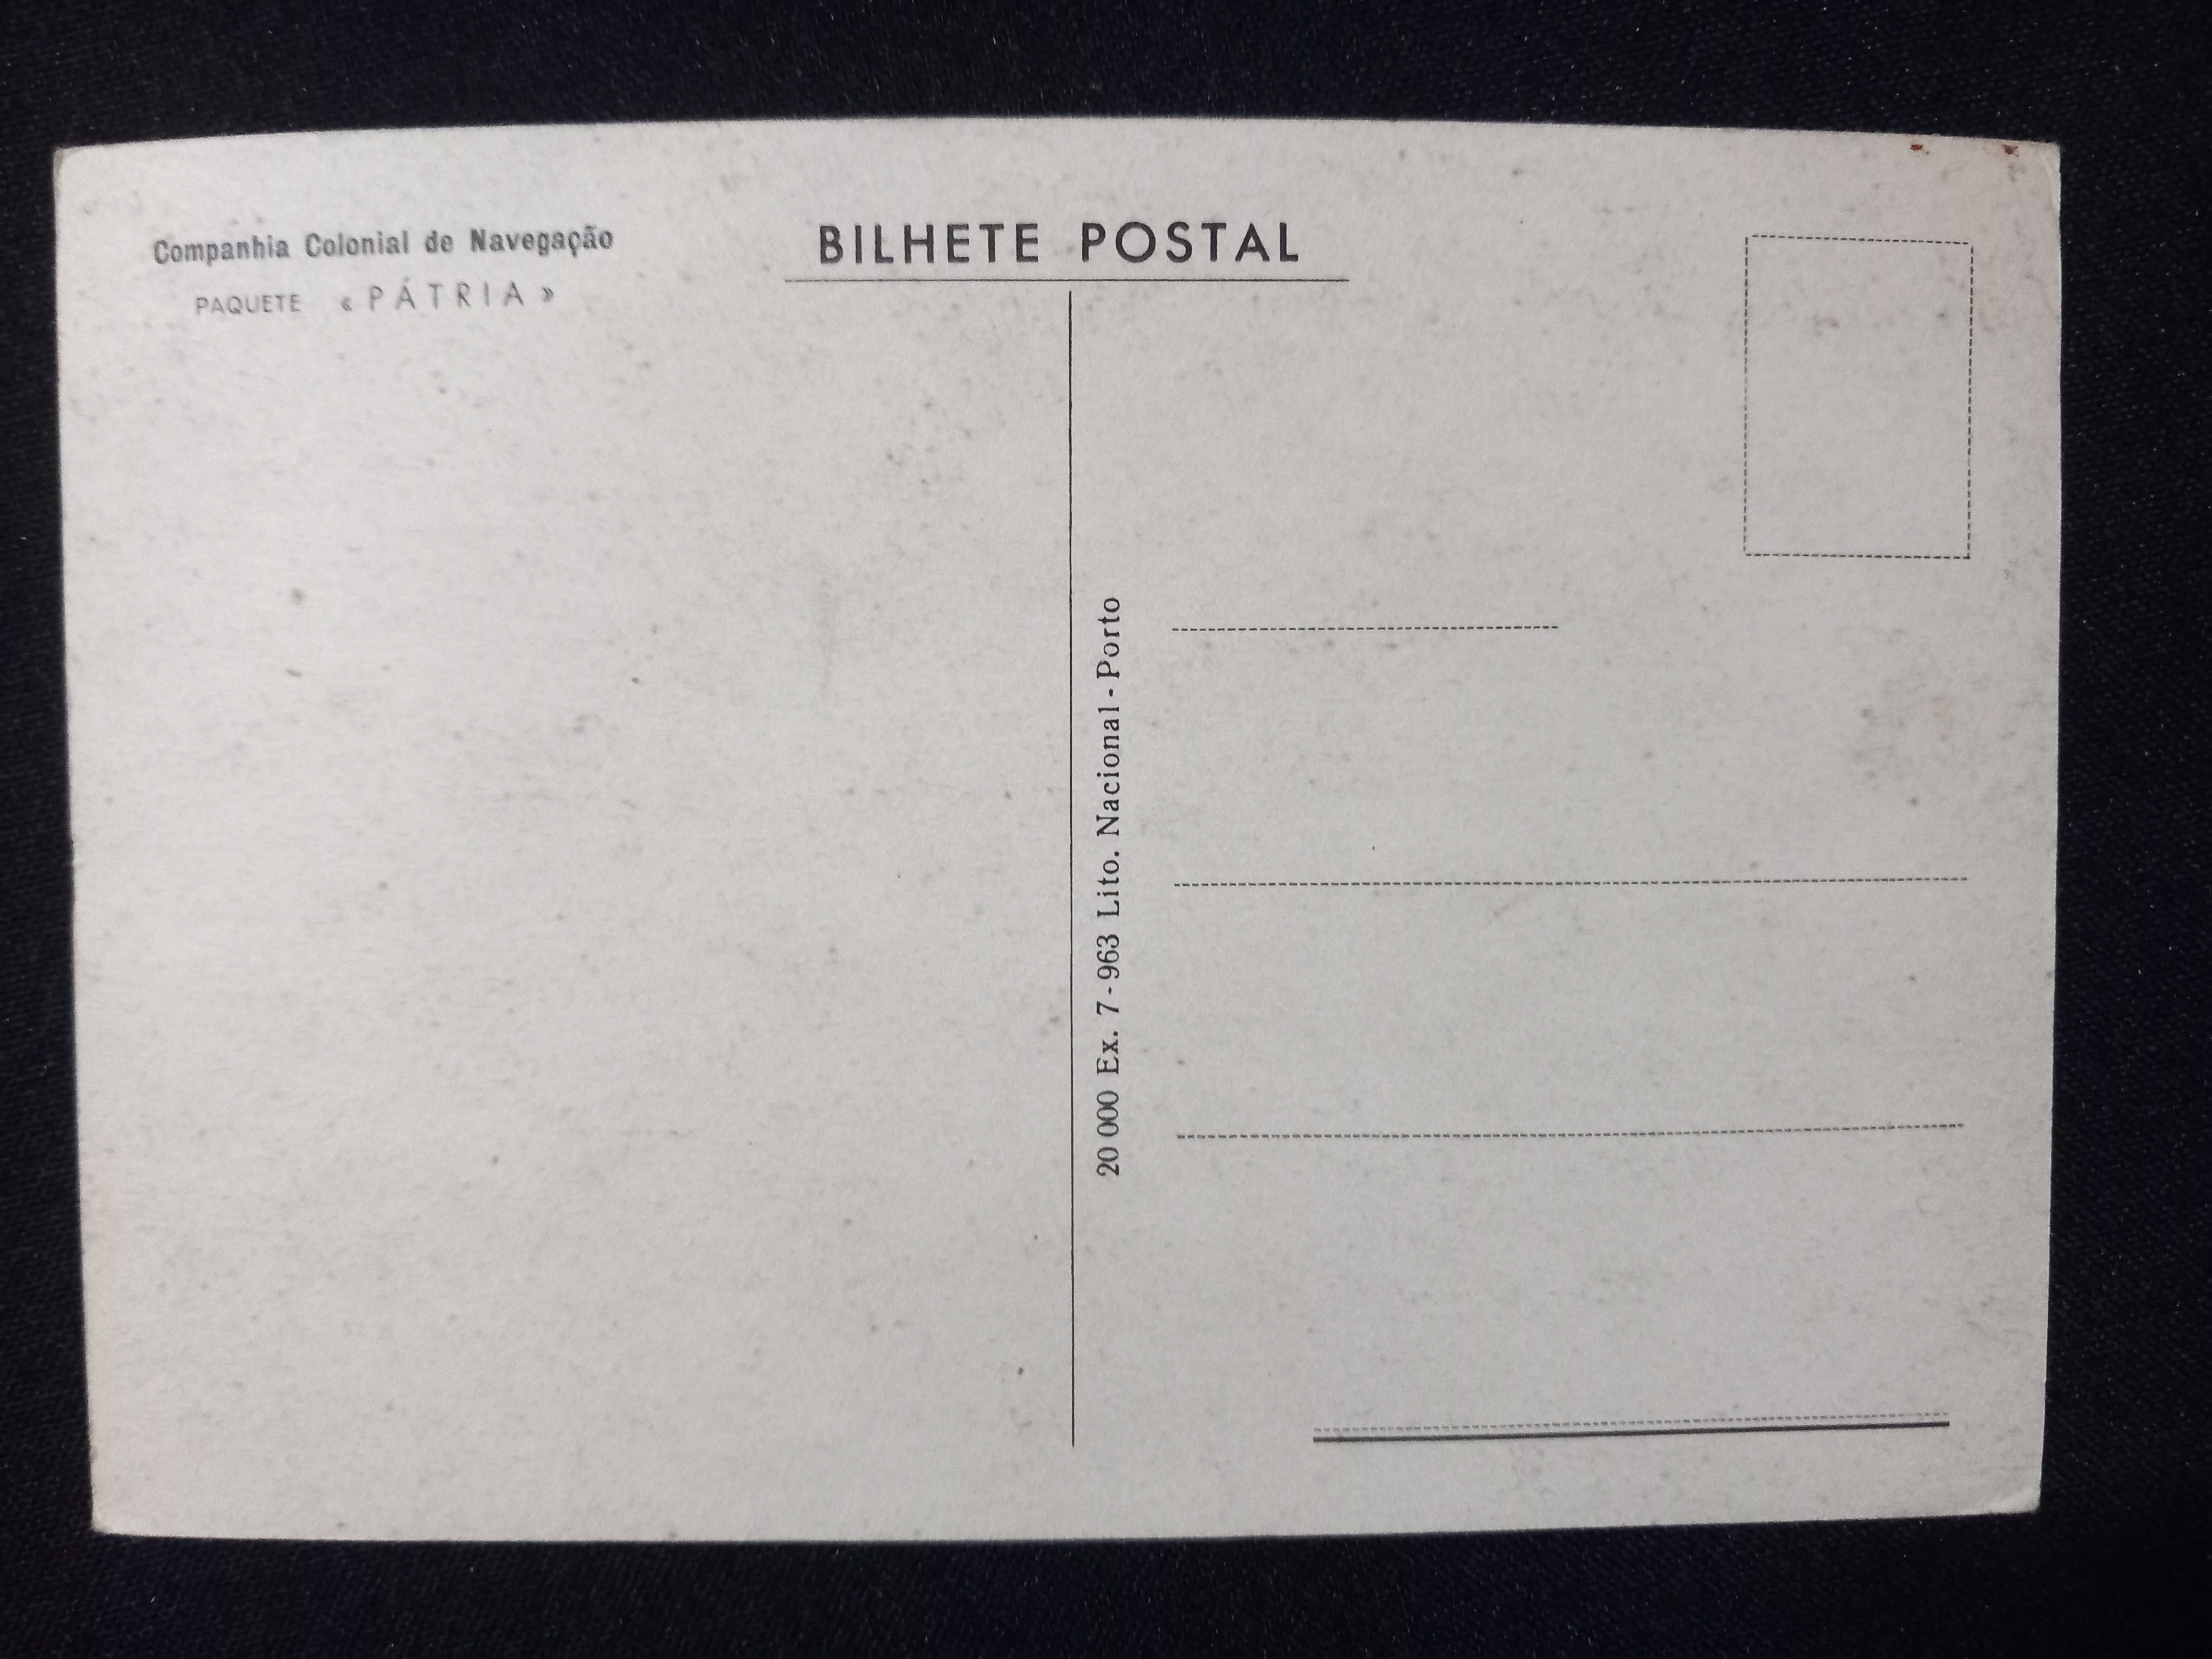 Companhia Colonial de Navegação
PAQUETE « PÁTRIA »
BILHETE POSTAL
20 000 Ex. 7 - 963 Lito. Nacional - Porto